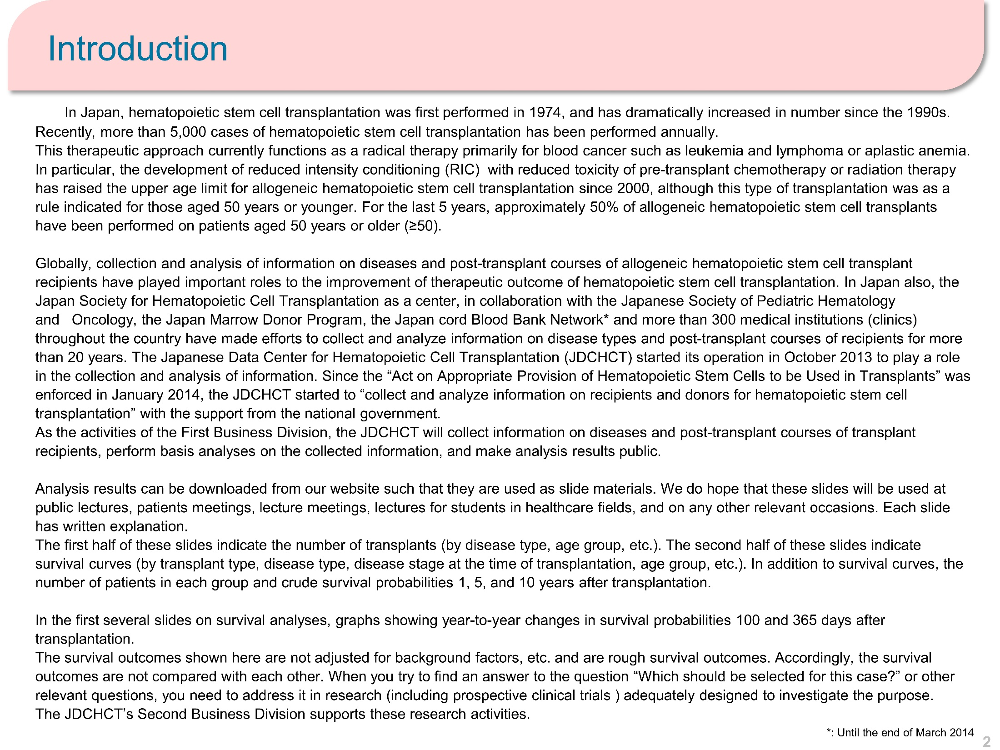 Introduction
In Japan, hematopoietic stem cell transplantation was first performed in 1974, and has dramatically increased in number since the 1990s.
Recently, more than 5,000 cases of hematopoietic stem cell transplantation has been performed annually.
This therapeutic approach currently functions as a radical therapy primarily for blood cancer such as leukemia and lymphoma or aplastic anemia.
In particular, the development of reduced intensity conditioning (RIC)  with reduced toxicity of pre-transplant chemotherapy or radiation therapy
has raised the upper age limit for allogeneic hematopoietic stem cell transplantation since 2000, although this type of transplantation was as a
rule indicated for those aged 50 years or younger. For the last 5 years, approximately 50% of allogeneic hematopoietic stem cell transplants
have been performed on patients aged 50 years or older (≥50).
Globally, collection and analysis of information on diseases and post-transplant courses of allogeneic hematopoietic stem cell transplant
recipients have played important roles to the improvement of therapeutic outcome of hematopoietic stem cell transplantation. In Japan also, the
Japan Society for Hematopoietic Cell Transplantation as a center, in collaboration with the Japanese Society of Pediatric Hematology
and   Oncology, the Japan Marrow Donor Program, the Japan cord Blood Bank Network* and more than 300 medical institutions (clinics)
throughout the country have made efforts to collect and analyze information on disease types and post-transplant courses of recipients for more
than 20 years. The Japanese Data Center for Hematopoietic Cell Transplantation (JDCHCT) started its operation in October 2013 to play a role
in the collection and analysis of information. Since the “Act on Appropriate Provision of Hematopoietic Stem Cells to be Used in Transplants” was
enforced in January 2014, the JDCHCT started to “collect and analyze information on recipients and donors for hematopoietic stem cell
transplantation” with the support from the national government.
As the activities of the First Business Division, the JDCHCT will collect information on diseases and post-transplant courses of transplant
recipients, perform basis analyses on the collected information, and make analysis results public.
Analysis results can be downloaded from our website such that they are used as slide materials. We do hope that these slides will be used at
public lectures, patients meetings, lecture meetings, lectures for students in healthcare fields, and on any other relevant occasions. Each slide
has written explanation.
The first half of these slides indicate the number of transplants (by disease type, age group, etc.). The second half of these slides indicate
survival curves (by transplant type, disease type, disease stage at the time of transplantation, age group, etc.). In addition to survival curves, the
number of patients in each group and crude survival probabilities 1, 5, and 10 years after transplantation.
In the first several slides on survival analyses, graphs showing year-to-year changes in survival probabilities 100 and 365 days after
transplantation.
The survival outcomes shown here are not adjusted for background factors, etc. and are rough survival outcomes. Accordingly, the survival
outcomes are not compared with each other. When you try to find an answer to the question “Which should be selected for this case?” or other
relevant questions, you need to address it in research (including prospective clinical trials ) adequately designed to investigate the purpose.
The JDCHCT’s Second Business Division supports these research activities.
*: Until the end of March 2014
2